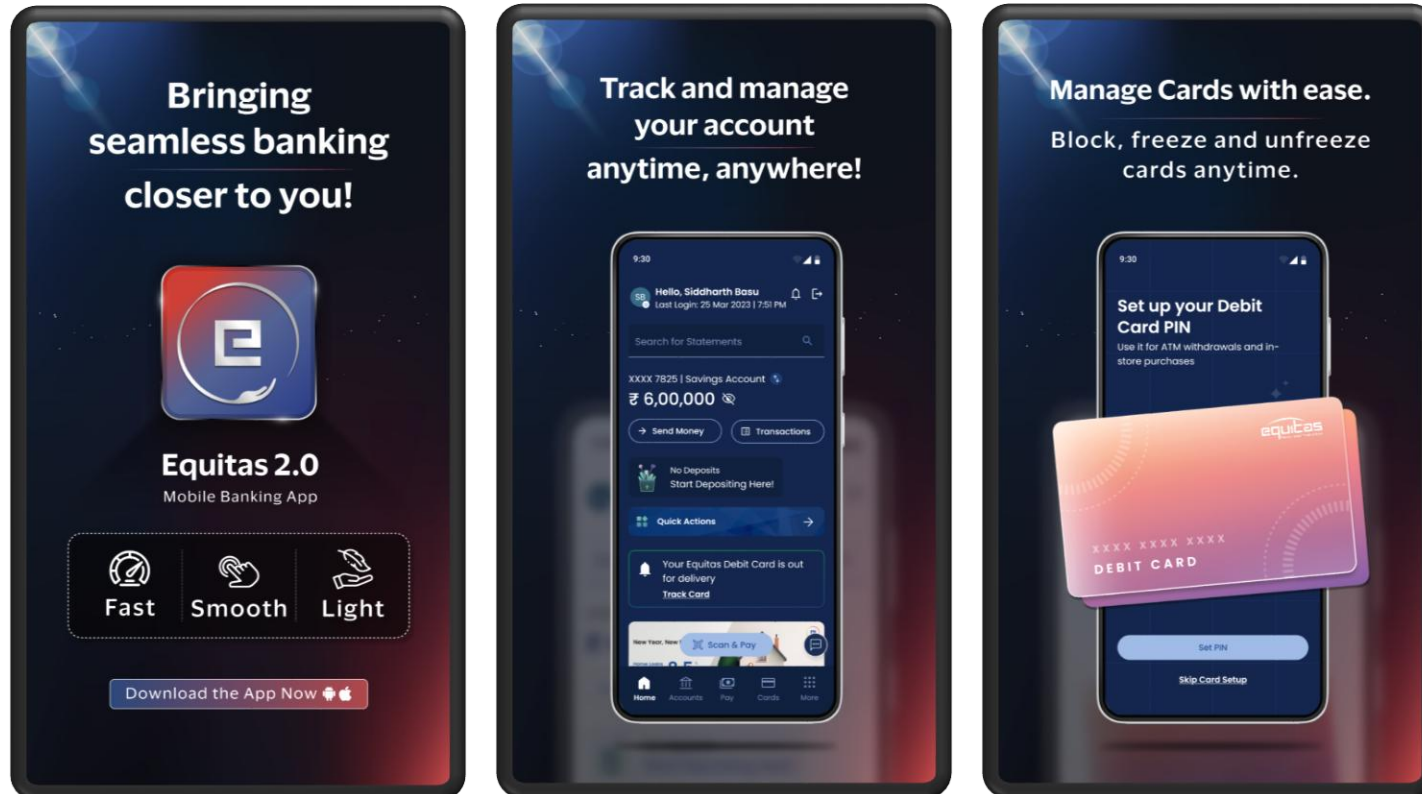 Bringing
seamless banking
closer to you!
Equitas 2.0
Mobile Banking App
Fast
Smooth
Light
Download the App Now
Track and manage
your account
anytime, anywhere!
9:30
SB
Hello, Siddharth Basu
Last Login: 25 Mar 2023 | 7:51 PM
Search for Statements
XXXX 7825 | Savings Account
₹ 6,00,000
Send Money
Transactions
No Deposits
Start Depositing Here!
Quick Actions
Your Equitas Debit Card is out
for delivery
Track Card
New Year, New
Scan & Pay
Home
Accounts
Pay
Cards
More
Manage Cards with ease.
Block, freeze and unfreeze
cards anytime.
9:30
Set up your Debit
Card PIN
Use it for ATM withdrawals and in-
store purchases
equitas
XXXX XXXX XXXX
DEBIT CARD
Set PIN
Skip Card Setup